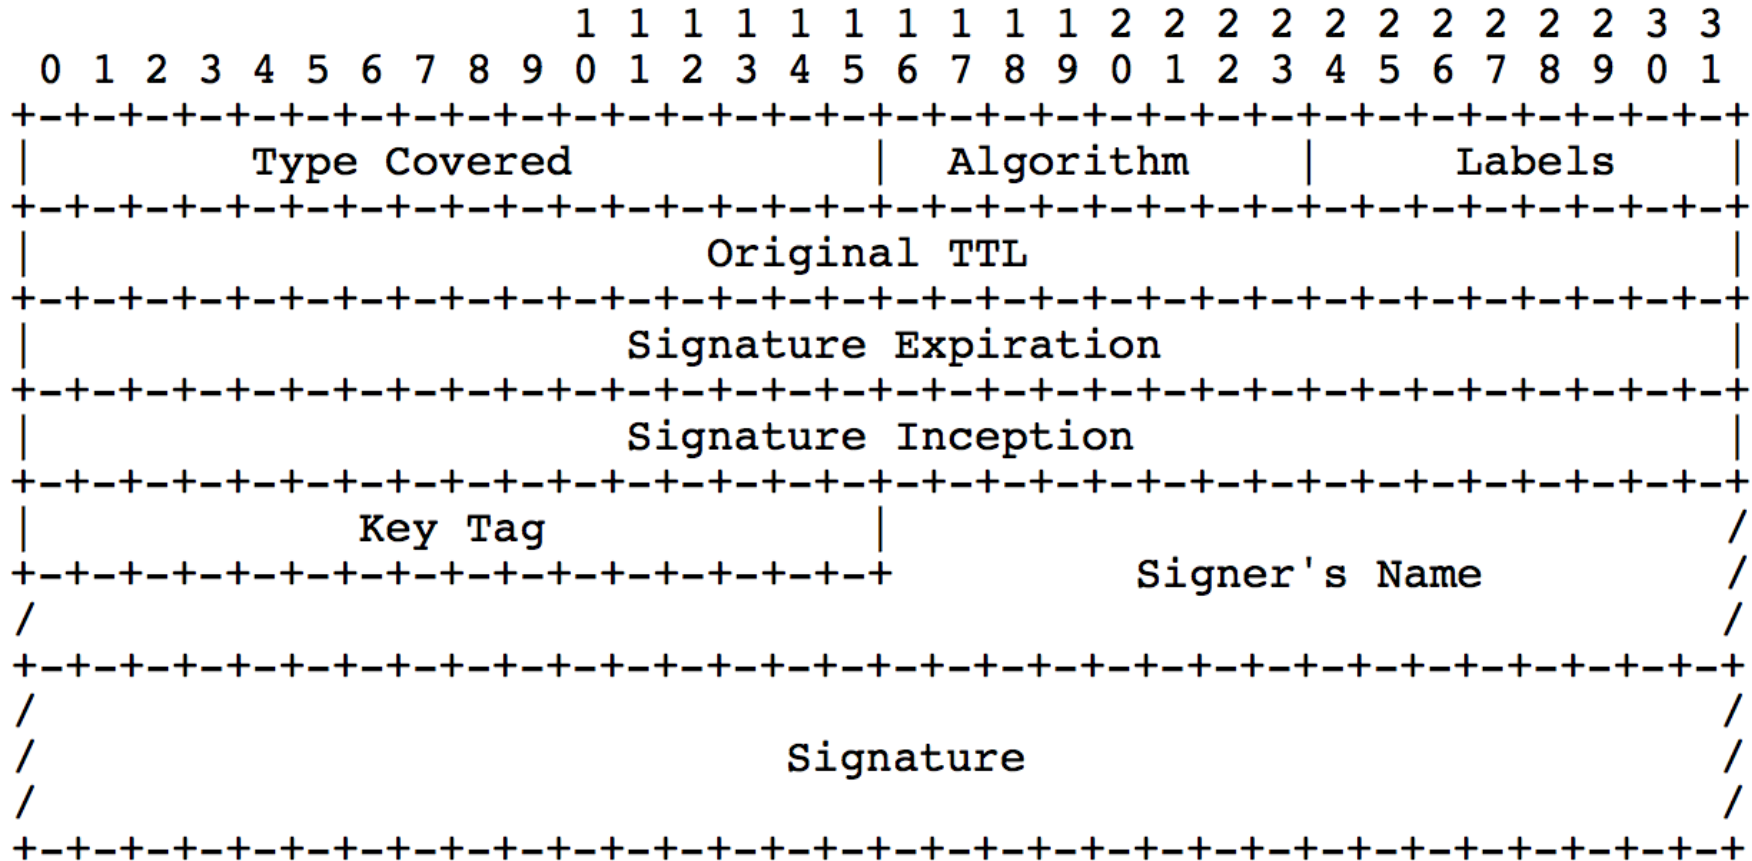 1 1 1 1 1 1 1 1 1 1 2 2 2 2 2 2 2 2 2 2 3 3
  0 1 2 3 4 5 6 7 8 9 0 1 2 3 4 5 6 7 8 9 0 1 2 3 4 5 6 7 8 9 0 1
 +-+-+-+-+-+-+-+-+-+-+-+-+-+-+-+-+-+-+-+-+-+-+-+-+-+-+-+-+-+-+-+-+
 |        Type Covered           |  Algorithm    |     Labels    |
 +-+-+-+-+-+-+-+-+-+-+-+-+-+-+-+-+-+-+-+-+-+-+-+-+-+-+-+-+-+-+-+-+
 |                         Original TTL                          |
 +-+-+-+-+-+-+-+-+-+-+-+-+-+-+-+-+-+-+-+-+-+-+-+-+-+-+-+-+-+-+-+-+
 |                      Signature Expiration                     |
 +-+-+-+-+-+-+-+-+-+-+-+-+-+-+-+-+-+-+-+-+-+-+-+-+-+-+-+-+-+-+-+-+
 |                      Signature Inception                      |
 +-+-+-+-+-+-+-+-+-+-+-+-+-+-+-+-+-+-+-+-+-+-+-+-+-+-+-+-+-+-+-+-+
 |            Key Tag            |                               /
 +-+-+-+-+-+-+-+-+-+-+-+-+-+-+-+-+         Signer's Name         /
 /                                                               /
 +-+-+-+-+-+-+-+-+-+-+-+-+-+-+-+-+-+-+-+-+-+-+-+-+-+-+-+-+-+-+-+-+
 /                                                               /
 /                            Signature                          /
 /                                                               /
 +-+-+-+-+-+-+-+-+-+-+-+-+-+-+-+-+-+-+-+-+-+-+-+-+-+-+-+-+-+-+-+-+